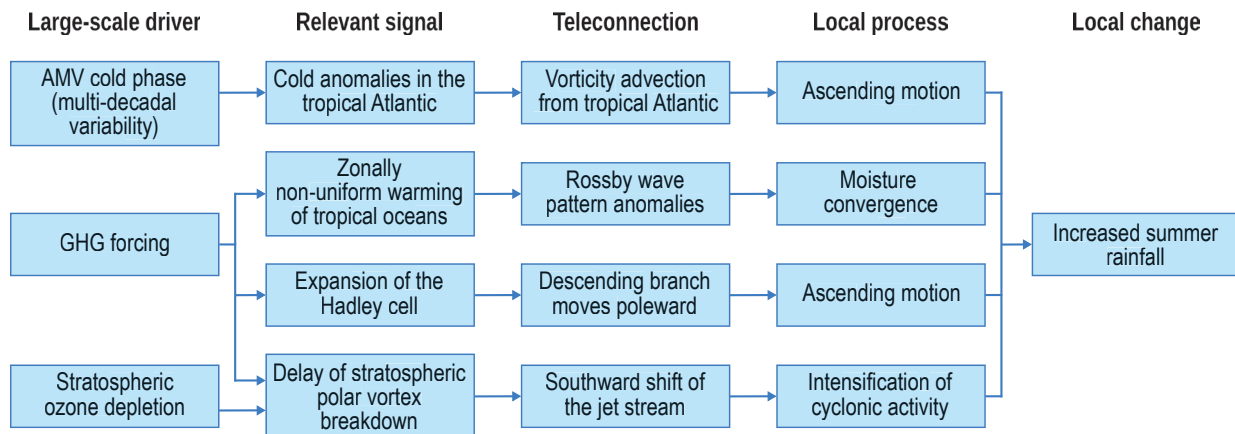 Large-scale driver
Relevant signal
Teleconnection
Local process
Local change
AMV cold phase
(multi-decadal
variability)
Cold anomalies in the
tropical Atlantic
Vorticity advection
from tropical Atlantic
Ascending motion
Zonally
non-uniform warming
of tropical oceans
Rossby wave
pattern anomalies
Moisture
convergence
GHG forcing
Increased summer
rainfall
Expansion of the
Hadley cell
Descending branch
moves poleward
Ascending motion
Stratospheric
ozone depletion
Delay of stratospheric
polar vortex
breakdown
Southward shift of
the jet stream
Intensification of
cyclonic activity